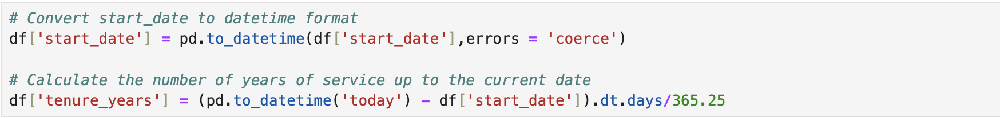 # Convert start_date to datetime format
df['start_date'] = pd.to_datetime(df['start_date'],errors = 'coerce')
# Calculate the number of years of service up to the current date
df['tenure_years'] = (pd.to_datetime('today') - df['start_date']).dt.days/365.25